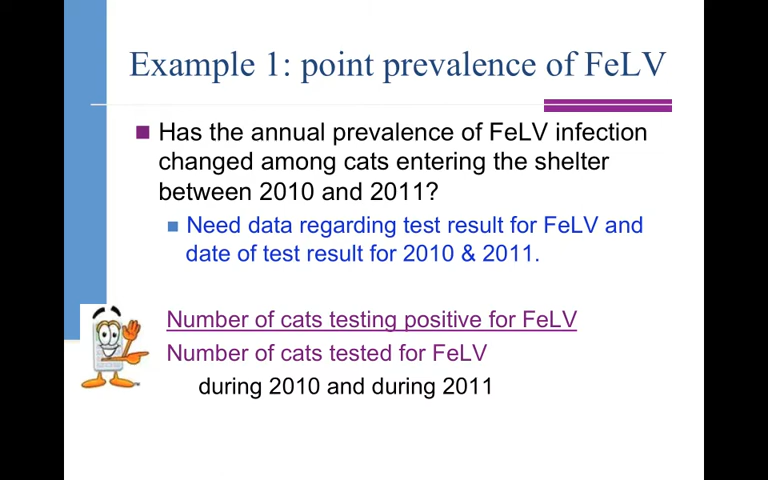 Example 1: point prevalence of FeLV
Has the annual prevalence of FeLV infection
changed among cats entering the shelter
between 2010 and 2011?
Need data regarding test result for FeLV and
date of test result for 2010 & 2011.
Number of cats testing positive for FeLV
Number of cats tested for FeLV
during 2010 and during 2011